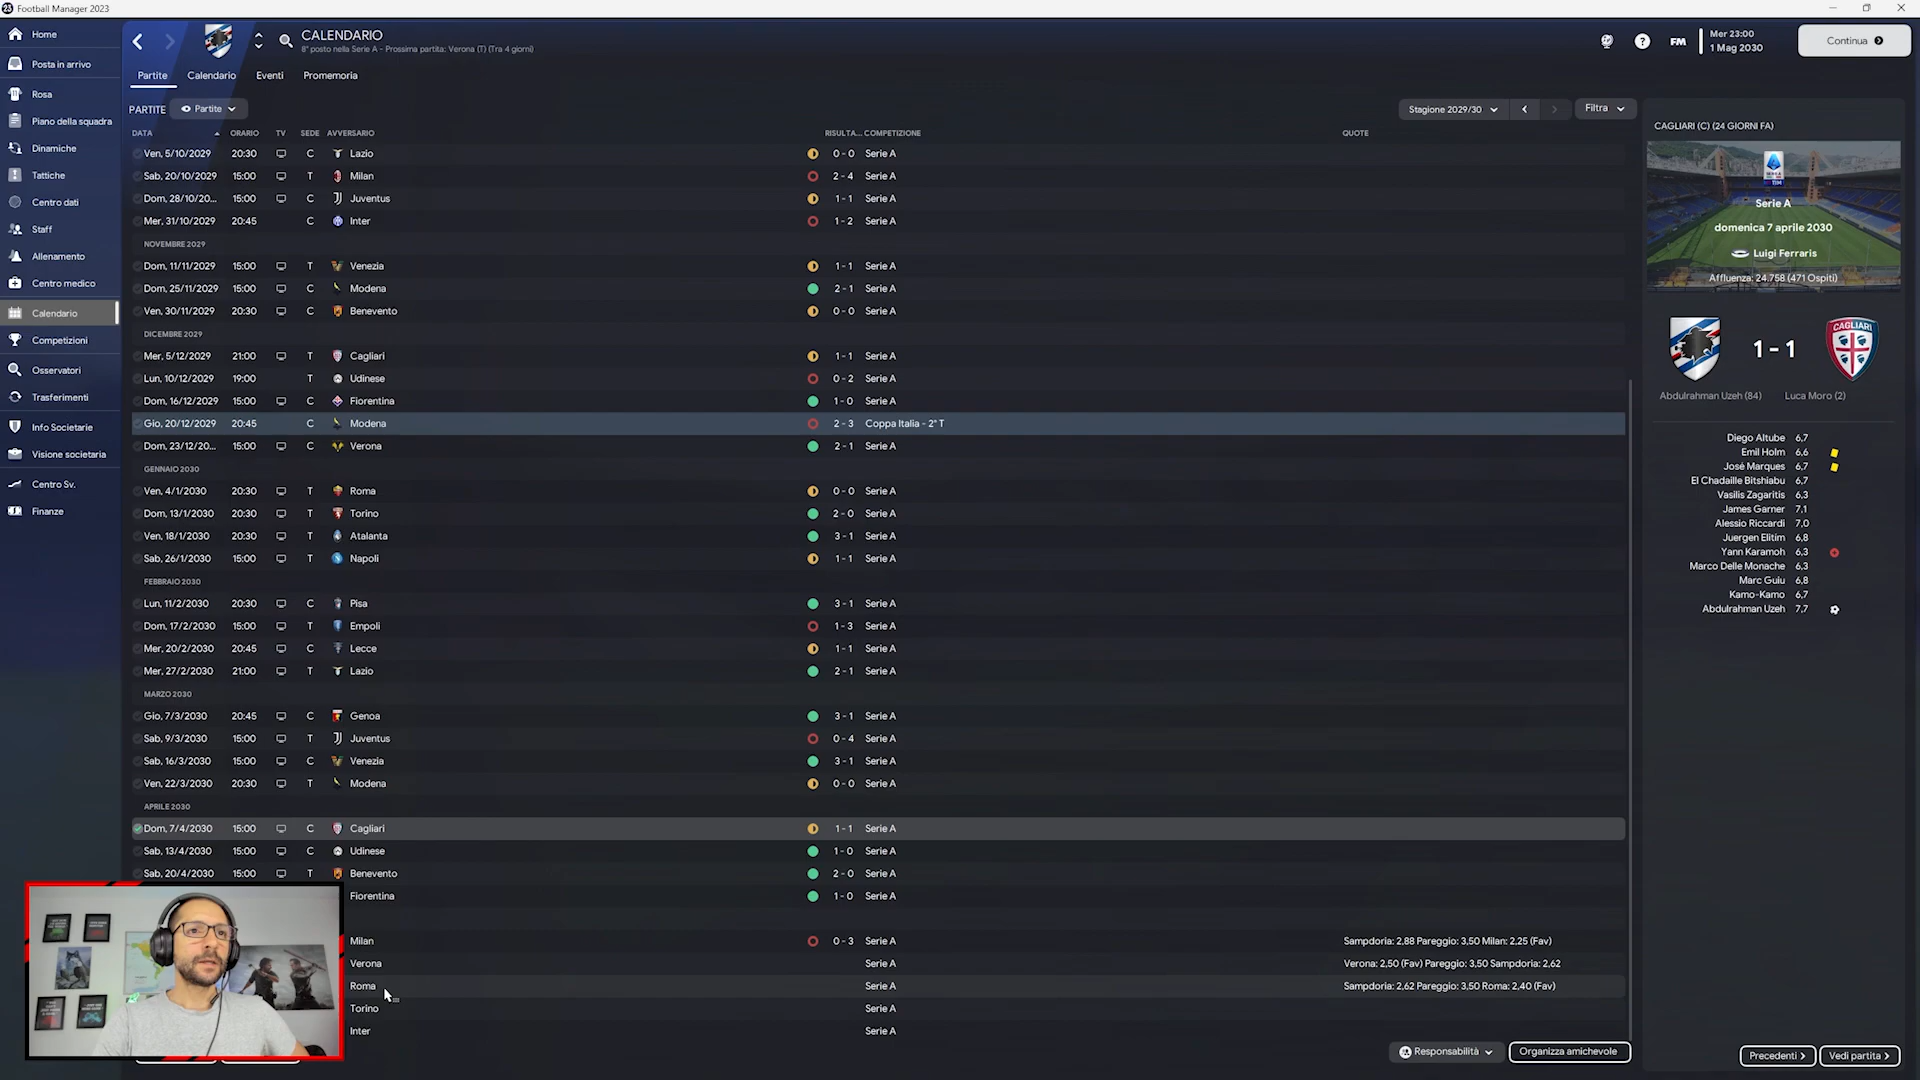 Football Manager 2023
Home
Posta in arrivo
Rosa
Piano della squadra
Dinamiche
Tattiche
Centro dati
Staff
Allenamento
Centro medico
Calendario
Competizioni
Osservatori
Trasferimenti
Info Societarie
Visione societaria
Centro Sv.
Finanze
CALENDARIO
8° posto nella Serie A - Prossima partita: Verona (T) (Tra 4 giorni)
FM
Mer 23:00
1 Mag 2030
Continua
Partite Calendario Eventi Promemoria
PARTITE Partite
Stagione 2029/30 Filtra
DATA ORARIO TV SEDE AVVERSARIO RISULTA... COMPETIZIONE QUOTE
Ven, 5/10/2029 20:30 C Lazio 0 - 0 Serie A
Sab, 20/10/2029 15:00 T Milan 2 - 4 Serie A
Dom, 28/10/20... 15:00 C Juventus 1 - 1 Serie A
Mer, 31/10/2029 20:45 C Inter 1 - 2 Serie A
NOVEMBRE 2029
Dom, 11/11/2029 15:00 T Venezia 1 - 1 Serie A
Dom, 25/11/2029 15:00 C Modena 2 - 1 Serie A
Ven, 30/11/2029 20:30 C Benevento 0 - 0 Serie A
DICEMBRE 2029
Mer, 5/12/2029 21:00 T Cagliari 1 - 1 Serie A
Lun, 10/12/2029 19:00 T Udinese 0 - 2 Serie A
Dom, 16/12/2029 15:00 C Fiorentina 1 - 0 Serie A
Gio, 20/12/2029 20:45 C Modena 2 - 3 Coppa Italia - 2° T
Dom, 23/12/20... 15:00 C Verona 2 - 1 Serie A
GENNAIO 2030
Ven, 4/1/2030 20:30 T Roma 0 - 0 Serie A
Dom, 13/1/2030 20:30 T Torino 2 - 0 Serie A
Ven, 18/1/2030 20:30 T Atalanta 3 - 1 Serie A
Sab, 26/1/2030 15:00 T Napoli 1 - 1 Serie A
FEBBRAIO 2030
Lun, 11/2/2030 20:30 C Pisa 3 - 1 Serie A
Dom, 17/2/2030 15:00 T Empoli 1 - 3 Serie A
Mer, 20/2/2030 20:45 C Lecce 1 - 1 Serie A
Mer, 27/2/2030 21:00 T Lazio 2 - 1 Serie A
MARZO 2030
Gio, 7/3/2030 20:45 C Genoa 3 - 1 Serie A
Sab, 9/3/2030 15:00 T Juventus 0 - 4 Serie A
Sab, 16/3/2030 15:00 C Venezia 3 - 1 Serie A
Ven, 22/3/2030 20:30 T Modena 0 - 0 Serie A
APRILE 2030
Dom, 7/4/2030 15:00 C Cagliari 1 - 1 Serie A
Sab, 13/4/2030 15:00 C Udinese 1 - 0 Serie A
Sab, 20/4/2030 15:00 T Benevento 2 - 0 Serie A
Fiorentina 1 - 0 Serie A
Milan 0 - 3 Serie A Sampdoria: 2,88 Pareggio: 3,50 Milan: 2,25 (Fav)
Verona Serie A Verona: 2,50 (Fav) Pareggio: 3,50 Sampdoria: 2,62
Roma Serie A Sampdoria: 2,62 Pareggio: 3,50 Roma: 2,40 (Fav)
Torino Serie A
Inter Serie A
Responsabilità Organizza amichevole
CAGLIARI (C) (24 GIORNI FA)
Serie A
domenica 7 aprile 2030
Luigi Ferraris
Affluenza: 24.758 (471 Ospiti)
CAGLIARI
1 - 1
Abdulrahman Uzeh (84) Luca Moro (2)
Diego Altube 6,7
Emil Holm 6,6
José Marques 6,7
El Chadaille Bitshiabu 6,7
Vasilis Zagaritis 6,3
James Garner 7,1
Alessio Riccardi 7,0
Juergen Elitim 6,8
Yann Karamoh 6,3
Marco Delle Monache 6,3
Marc Guiu 6,8
Kamo-Kamo 6,7
Abdulrahman Uzeh 7,7
Precedenti Vedi partita